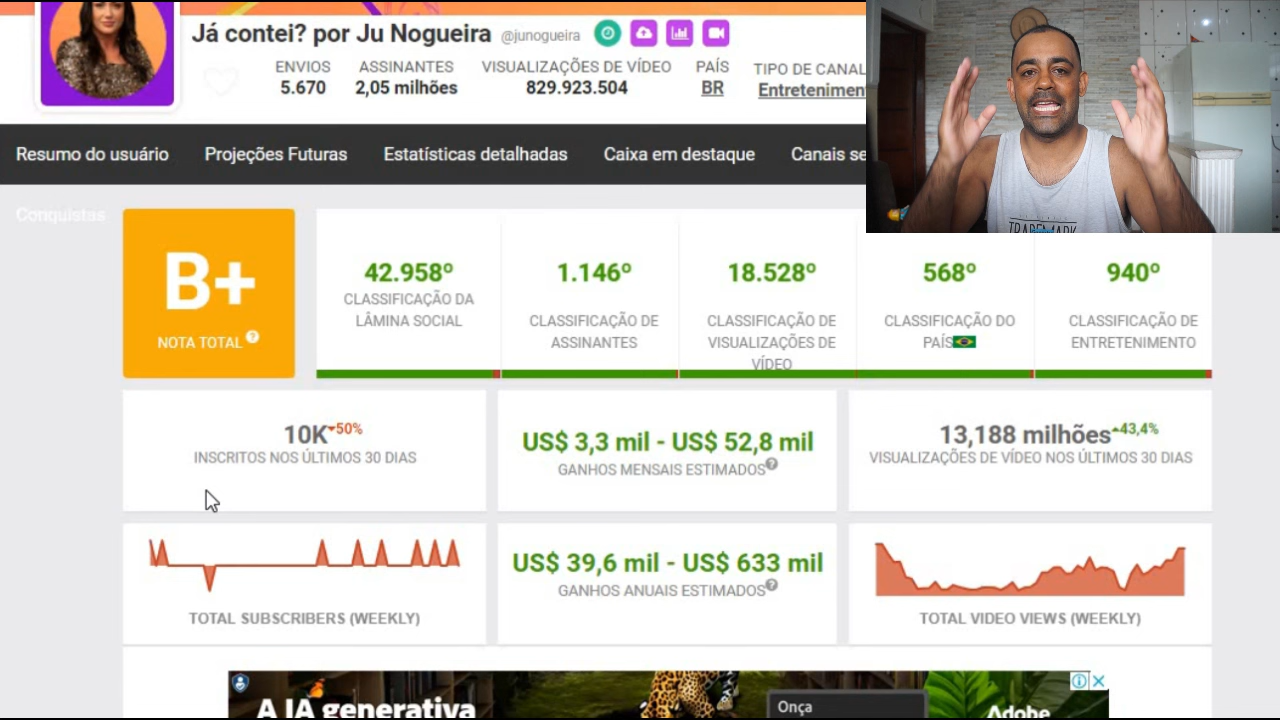 Já contei? por Ju Nogueira @junogueira
ENVIOS ASSINANTES VISUALIZAÇÕES DE VÍDEO PAÍS TIPO DE CANAL
5.670 2,05 milhões 829.923.504 BR Entretenimen
Resumo do usuário Projeções Futuras Estatísticas detalhadas Caixa em destaque Canais se
Conquistas
TRADEMARK
B+
NOTA TOTAL ?
42.958º
CLASSIFICAÇÃO DA
LÂMINA SOCIAL
1.146º
CLASSIFICAÇÃO DE
ASSINANTES
18.528º
CLASSIFICAÇÃO DE
VISUALIZAÇÕES DE
VÍDEO
568º
CLASSIFICAÇÃO DO
PAÍS
940º
CLASSIFICAÇÃO DE
ENTRETENIMENTO
10K 50%
INSCRITOS NOS ÚLTIMOS 30 DIAS
US$ 3,3 mil - US$ 52,8 mil
GANHOS MENSAIS ESTIMADOS ?
13,188 milhões 43,4%
VISUALIZAÇÕES DE VÍDEO NOS ÚLTIMOS 30 DIAS
TOTAL SUBSCRIBERS (WEEKLY)
US$ 39,6 mil - US$ 633 mil
GANHOS ANUAIS ESTIMADOS ?
TOTAL VIDEO VIEWS (WEEKLY)
A IA generativa
Onça
Adobe